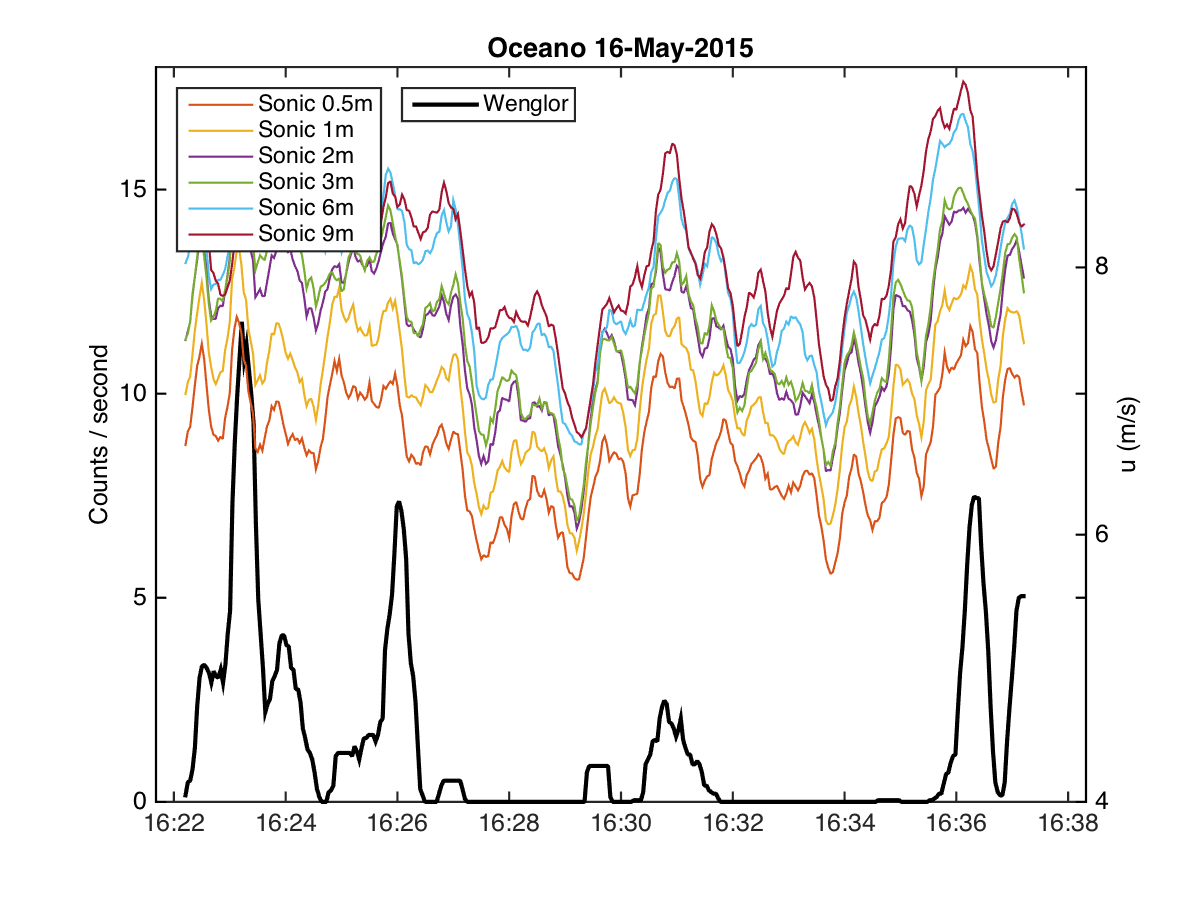 Oceano 16-May-2015
Sonic 0.5m
Sonic 1m
Sonic 2m
Sonic 3m
Sonic 6m
Sonic 9m
Wenglor
Counts / second
15
10
5
0
u (m/s)
8
6
4
16:22 16:24 16:26 16:28 16:30 16:32 16:34 16:36 16:38